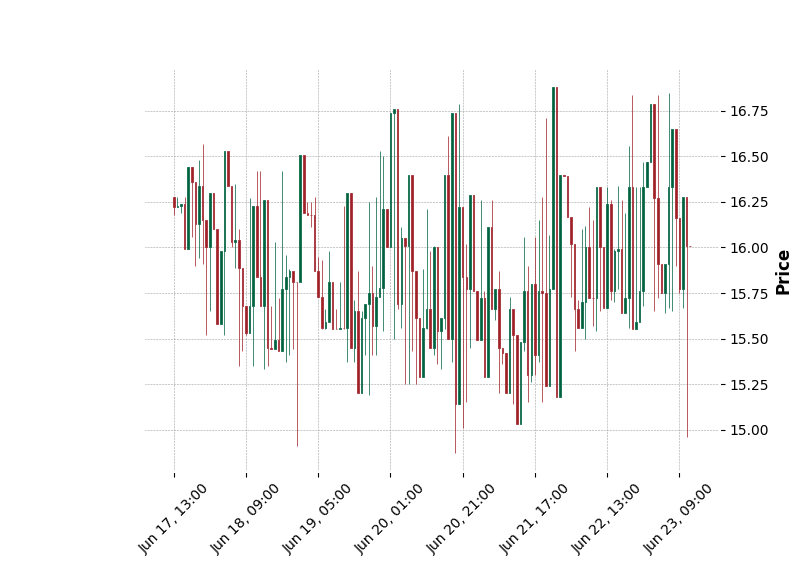 16.75
16.50
16.25
16.00
15.75
15.50
15.25
15.00
Price
Jun 17, 13:00
Jun 18, 09:00
Jun 19, 05:00
Jun 20, 01:00
Jun 20, 21:00
Jun 21, 17:00
Jun 22, 13:00
Jun 23, 09:00